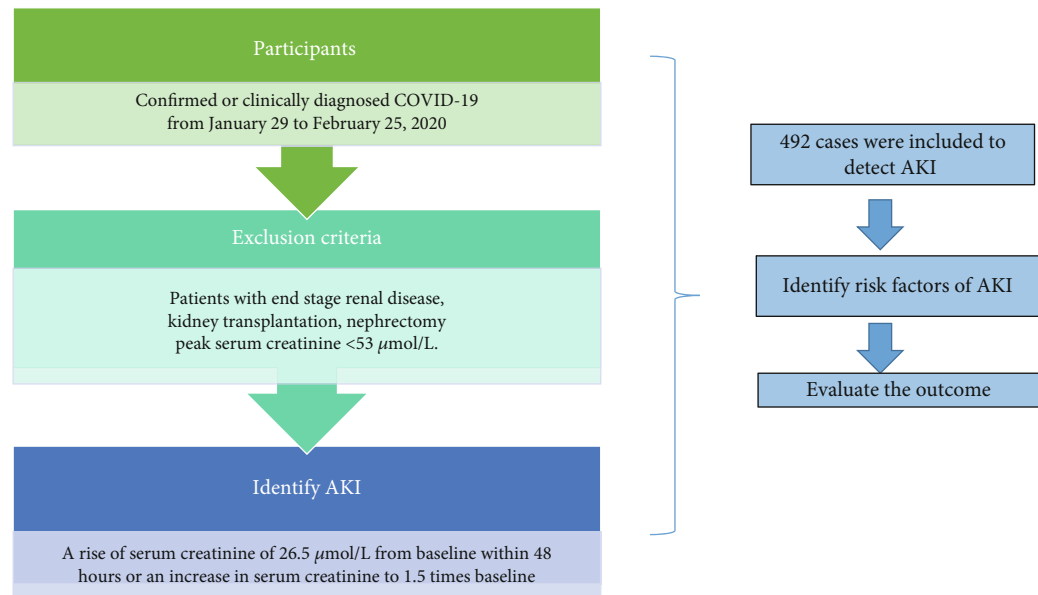 Participants
Confirmed or clinically diagnosed COVID-19
from January 29 to February 25, 2020
Exclusion criteria
Patients with end stage renal disease,
kidney transplantation, nephrectomy
peak serum creatinine <53 μmol/L.
Identify AKI
A rise of serum creatinine of 26.5 μmol/L from baseline within 48
hours or an increase in serum creatinine to 1.5 times baseline
492 cases were included to
detect AKI
Identify risk factors of AKI
Evaluate the outcome